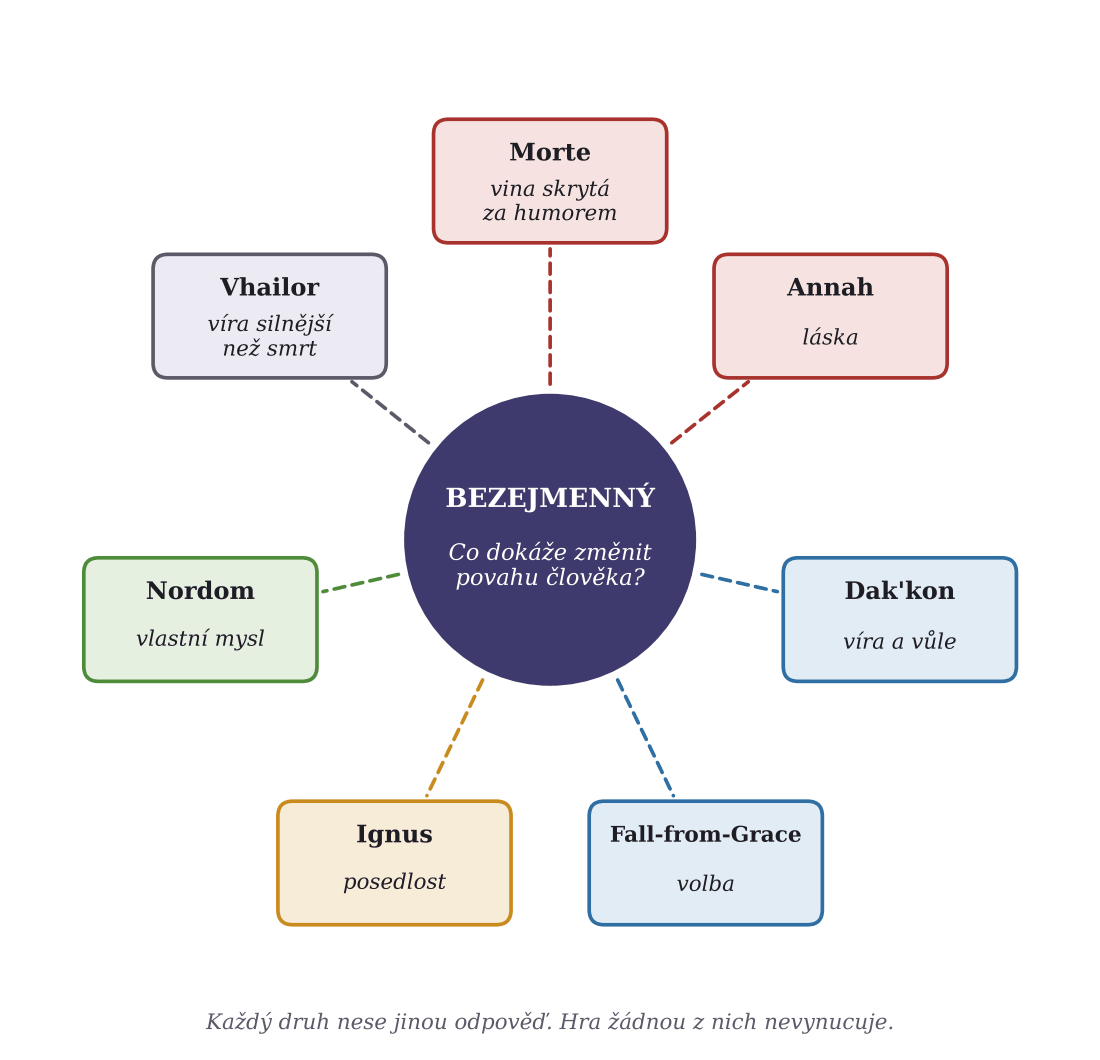 Morte
vina skrytá
za humorem
Vhailor
víra silnější
než smrt
Annah
láska
BEZEJMENNÝ
Co dokáže změnit
povahu člověka?
Nordom
vlastní mysl
Dak'kon
víra a vůle
Ignus
posedlost
Fall-from-Grace
volba
Každý druh nese jinou odpověď. Hra žádnou z nich nevynucuje.